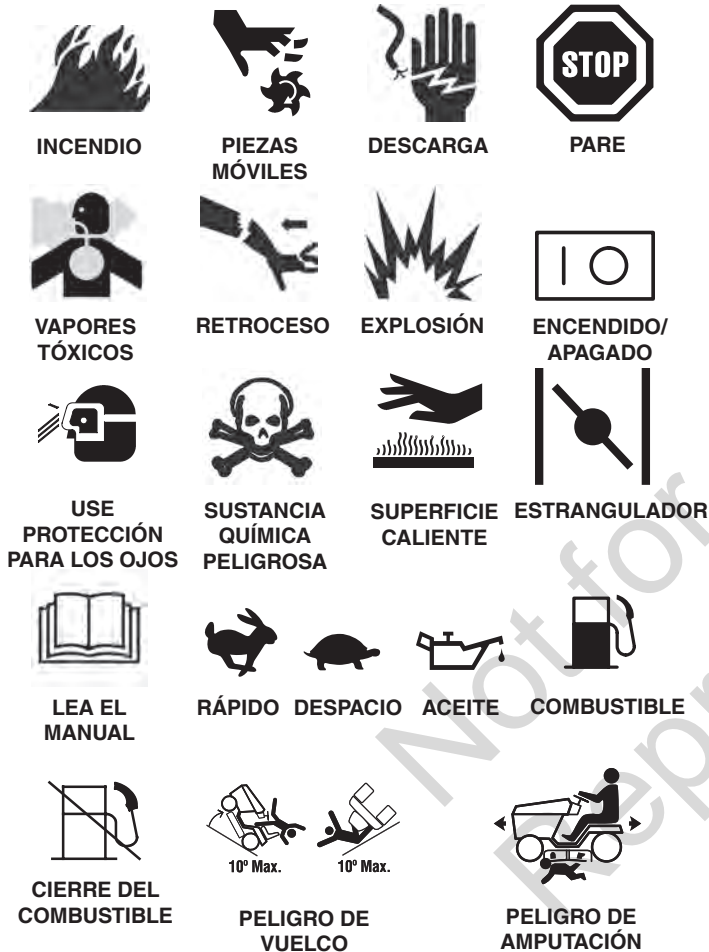 STOP
INCENDIO
PIEZAS
MÓVILES
DESCARGA
PARE
VAPORES
TÓXICOS
RETROCESO
EXPLOSIÓN
ENCENDIDO/
APAGADO
USE
PROTECCIÓN
PARA LOS OJOS
SUSTANCIA
QUÍMICA
PELIGROSA
SUPERFICIE
CALIENTE
ESTRANGULADOR
LEA EL
MANUAL
RÁPIDO
DESPACIO
ACEITE
COMBUSTIBLE
CIERRE DEL
COMBUSTIBLE
10º Max.
10º Max.
PELIGRO DE
VUELCO
PELIGRO DE
AMPUTACIÓN
Not for